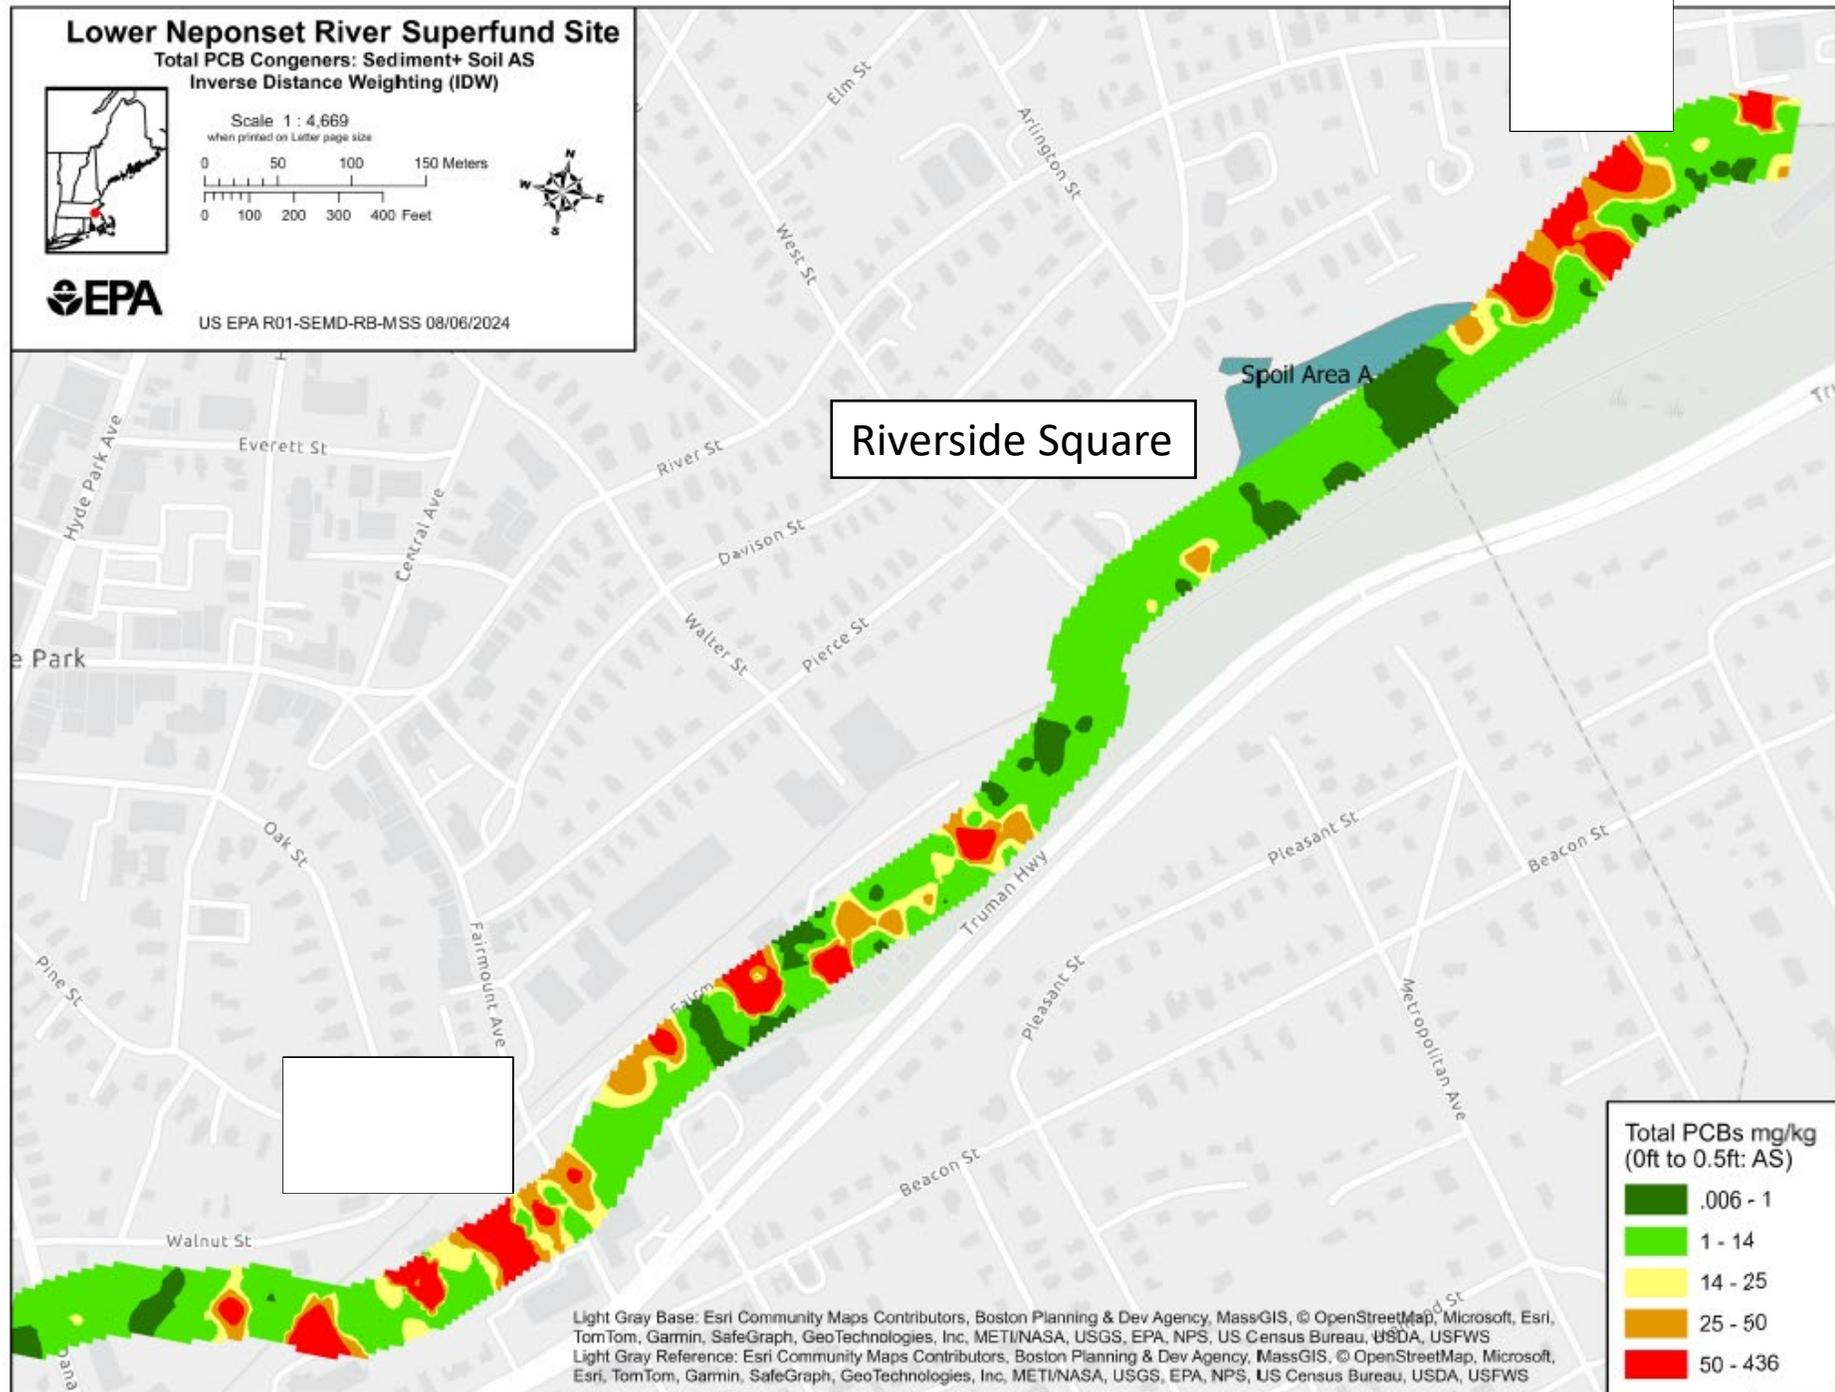 Lower Neponset River Superfund Site
Total PCB Congeners: Sediment+ Soil AS
Inverse Distance Weighting (IDW)
Scale 1 : 4,669
when printed on Letter page size
0 50 100 150 Meters
0 100 200 300 400 Feet
N
W E
S
EPA
US EPA R01-SEMD-RB-MSS 08/06/2024
Elm St
Arlington St
West St
Spoil Area A
Riverside Square
Hyde Park Ave
Everett St
River St
Central Ave
Davison St
Walter St
Pierce St
e Park
Oak St
Pleasant St
Beacon St
Truman Hwy
Fairmount Ave
Pine St
Fairm
Pleasant St
Metropolitan Ave
Beacon St
Walnut St
Dana
Total PCBs mg/kg
(0ft to 0.5ft: AS)
.006 - 1
1 - 14
14 - 25
25 - 50
50 - 436
Light Gray Base: Esri Community Maps Contributors, Boston Planning & Dev Agency, MassGIS, © OpenStreetMap, Microsoft, Esri,
TomTom, Garmin, SafeGraph, GeoTechnologies, Inc, METI/NASA, USGS, EPA, NPS, US Census Bureau, USDA, USFWS
Light Gray Reference: Esri Community Maps Contributors, Boston Planning & Dev Agency, MassGIS, © OpenStreetMap, Microsoft,
Esri, TomTom, Garmin, SafeGraph, GeoTechnologies, Inc, METI/NASA, USGS, EPA, NPS, US Census Bureau, USDA, USFWS